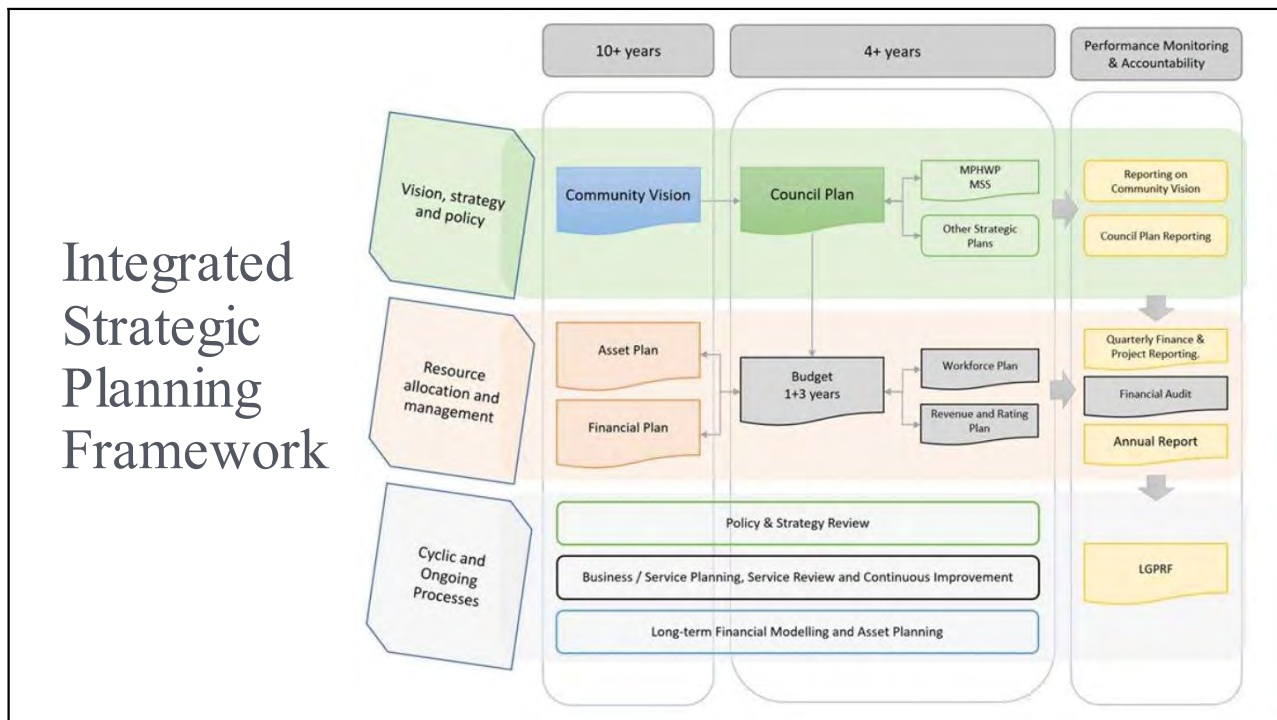 Integrated
Strategic
Planning
Framework
10+ years
4+ years
Performance Monitoring
& Accountability
Vision, strategy
and policy
Community Vision
Council Plan
MPHWP
MSS
Other Strategic
Plans
Reporting on
Community Vision
Council Plan Reporting
Resource
allocation and
management
Asset Plan
Financial Plan
Budget
1+3 years
Workforce Plan
Revenue and Rating
Plan
Quarterly Finance &
Project Reporting.
Financial Audit
Annual Report
Cyclic and
Ongoing
Processes
Policy & Strategy Review
Business / Service Planning, Service Review and Continuous Improvement
Long-term Financial Modelling and Asset Planning
LGPRF